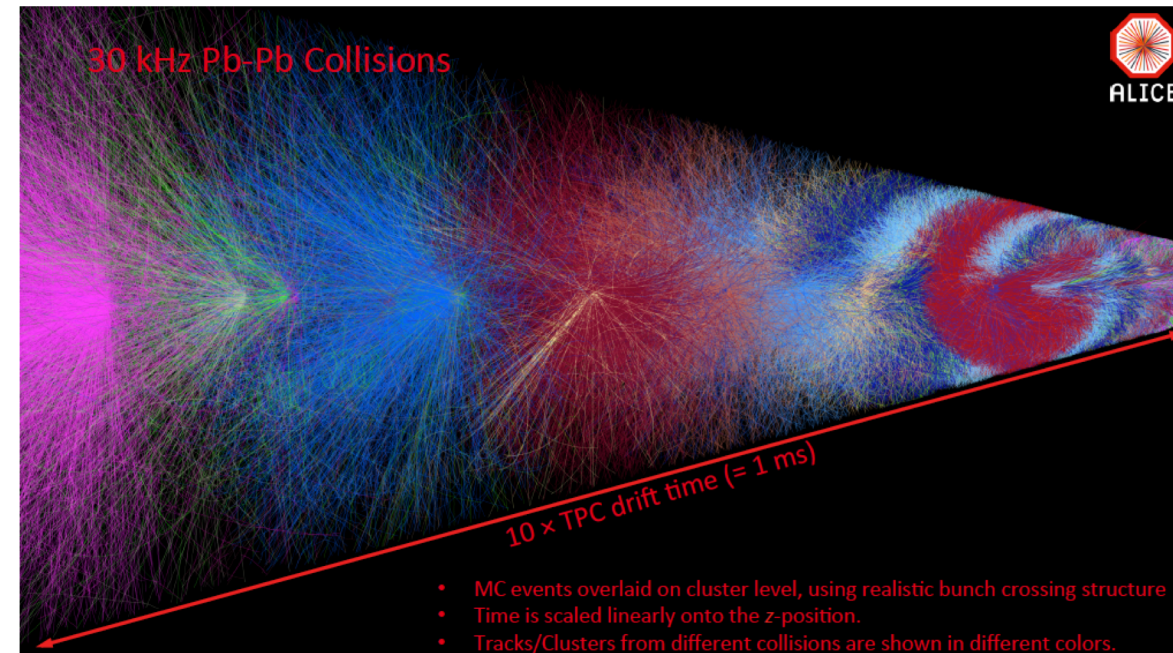 30 kHz Pb-Pb Collisions
ALICE
10 × TPC drift time (= 1 ms)
• MC events overlaid on cluster level, using realistic bunch crossing structure
• Time is scaled linearly onto the z-position.
• Tracks/Clusters from different collisions are shown in different colors.